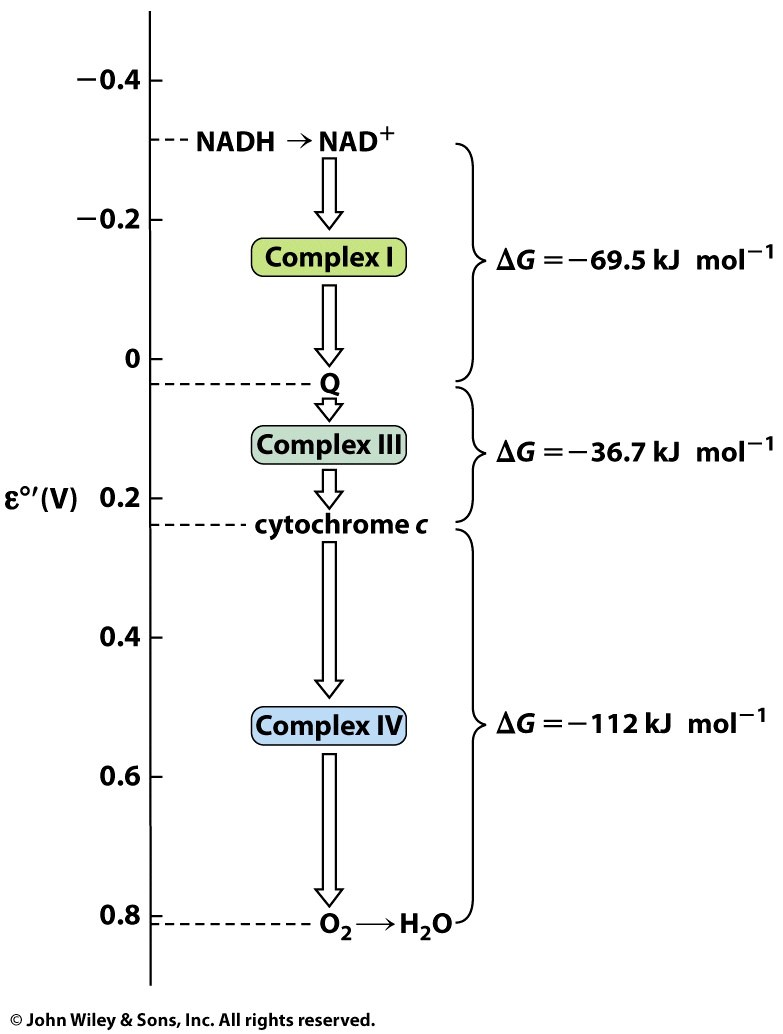 −0.4
NADH → NAD⁺
−0.2
Complex I
ΔG = −69.5 kJ mol⁻¹
0
Q
Complex III
ΔG = −36.7 kJ mol⁻¹
ε°′(V)
0.2
cytochrome c
0.4
Complex IV
ΔG = −112 kJ mol⁻¹
0.6
0.8
O₂ → H₂O
© John Wiley & Sons, Inc. All rights reserved.